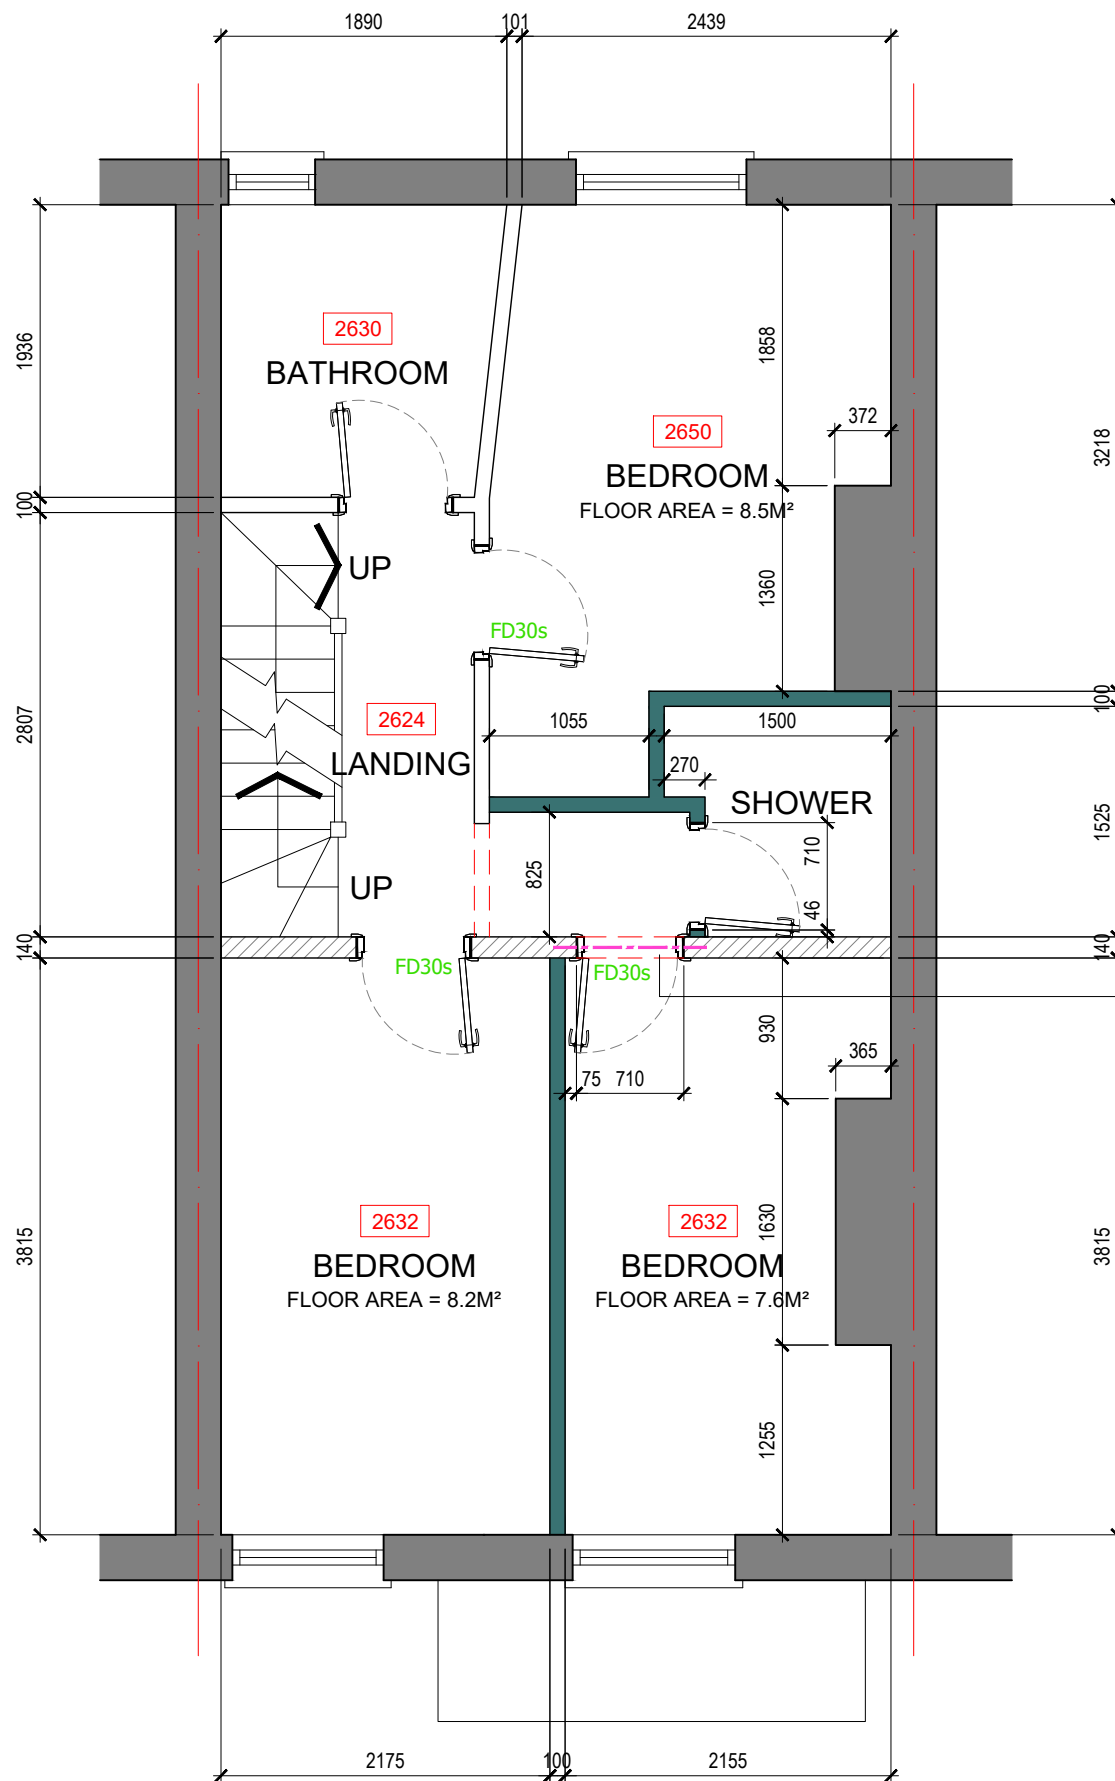 1890
101
2439
1936
2630
BATHROOM
1858
372
3218
2650
BEDROOM
FLOOR AREA = 8.5M²
100
UP
1360
FD30s
2807
2624
LANDING
1055
1500
100
270
SHOWER
1525
825
710
46
UP
140
140
FD30s
FD30s
930
365
75
710
3815
2632
BEDROOM
FLOOR AREA = 8.2M²
2632
BEDROOM
FLOOR AREA = 7.6M²
1630
3815
1255
2175
100
2155